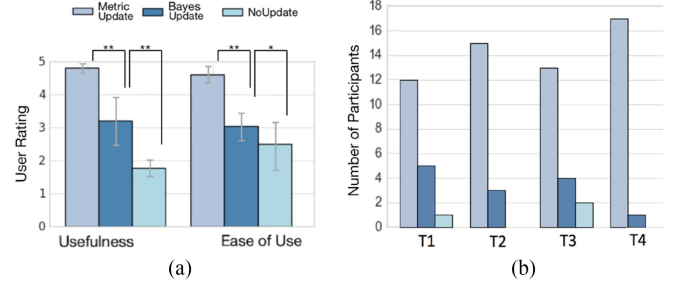 Metric Update
Bayes Update
NoUpdate
** ** ** *
User Rating
5
4
3
2
1
0
Usefulness
Ease of Use
(a)
Number of Participants
18
16
14
12
10
8
6
4
2
0
T1 T2 T3 T4
(b)